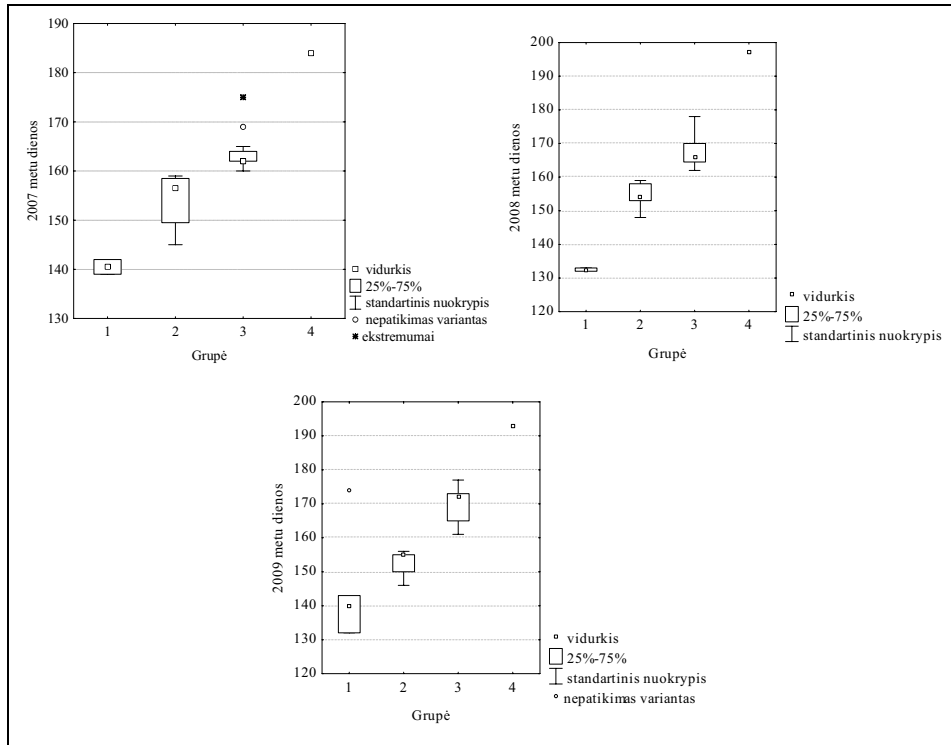 190
180
170
160
150
140
130
2007 metu dienos
1 2 3 4
Grupė
vidurkis
25%-75%
standartinis nuokrypis
nepatikimas variantas
ekstremumai
200
190
180
170
160
150
140
130
120
2008 metu dienos
1 2 3 4
Grupė
vidurkis
25%-75%
standartinis nuokrypis
200
190
180
170
160
150
140
130
120
2009 metu dienos
1 2 3 4
Grupė
vidurkis
25%-75%
standartinis nuokrypis
nepatikimas variantas